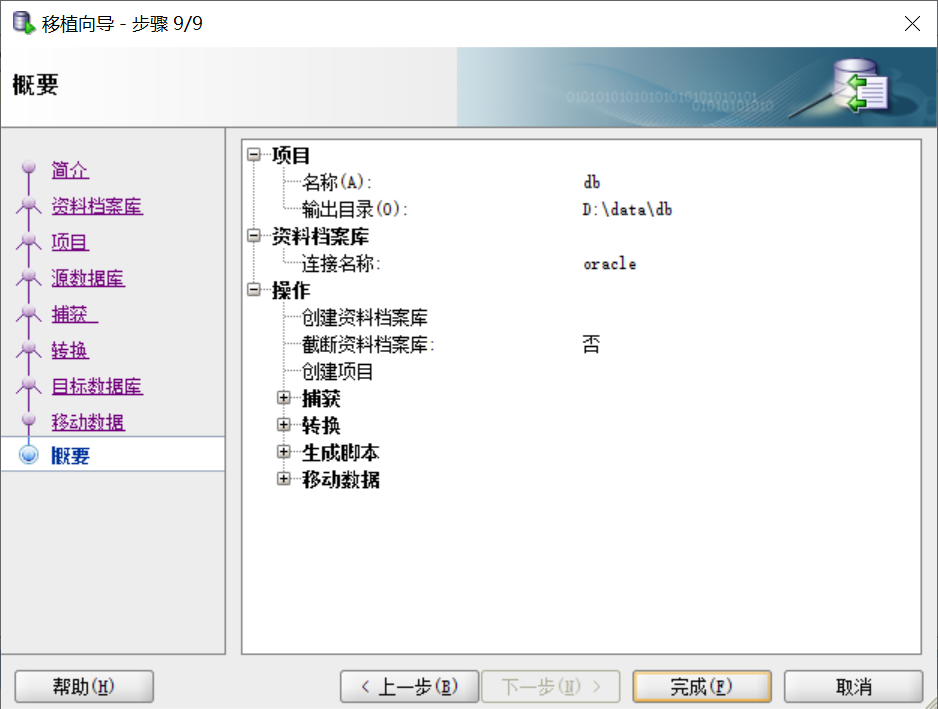 移植向导 - 步骤 9/9
概要
0101010101010101010101010101
01010101010
简介
资料档案库
项目
源数据库
捕获
转换
目标数据库
移动数据
概要
项目
名称(A): db
输出目录(O): D:\data\db
资料档案库
连接名称: oracle
操作
创建资料档案库
截断资料档案库: 否
创建项目
捕获
转换
生成脚本
移动数据
帮助(H)
< 上一步(B)
下一步(N) >
完成(F)
取消